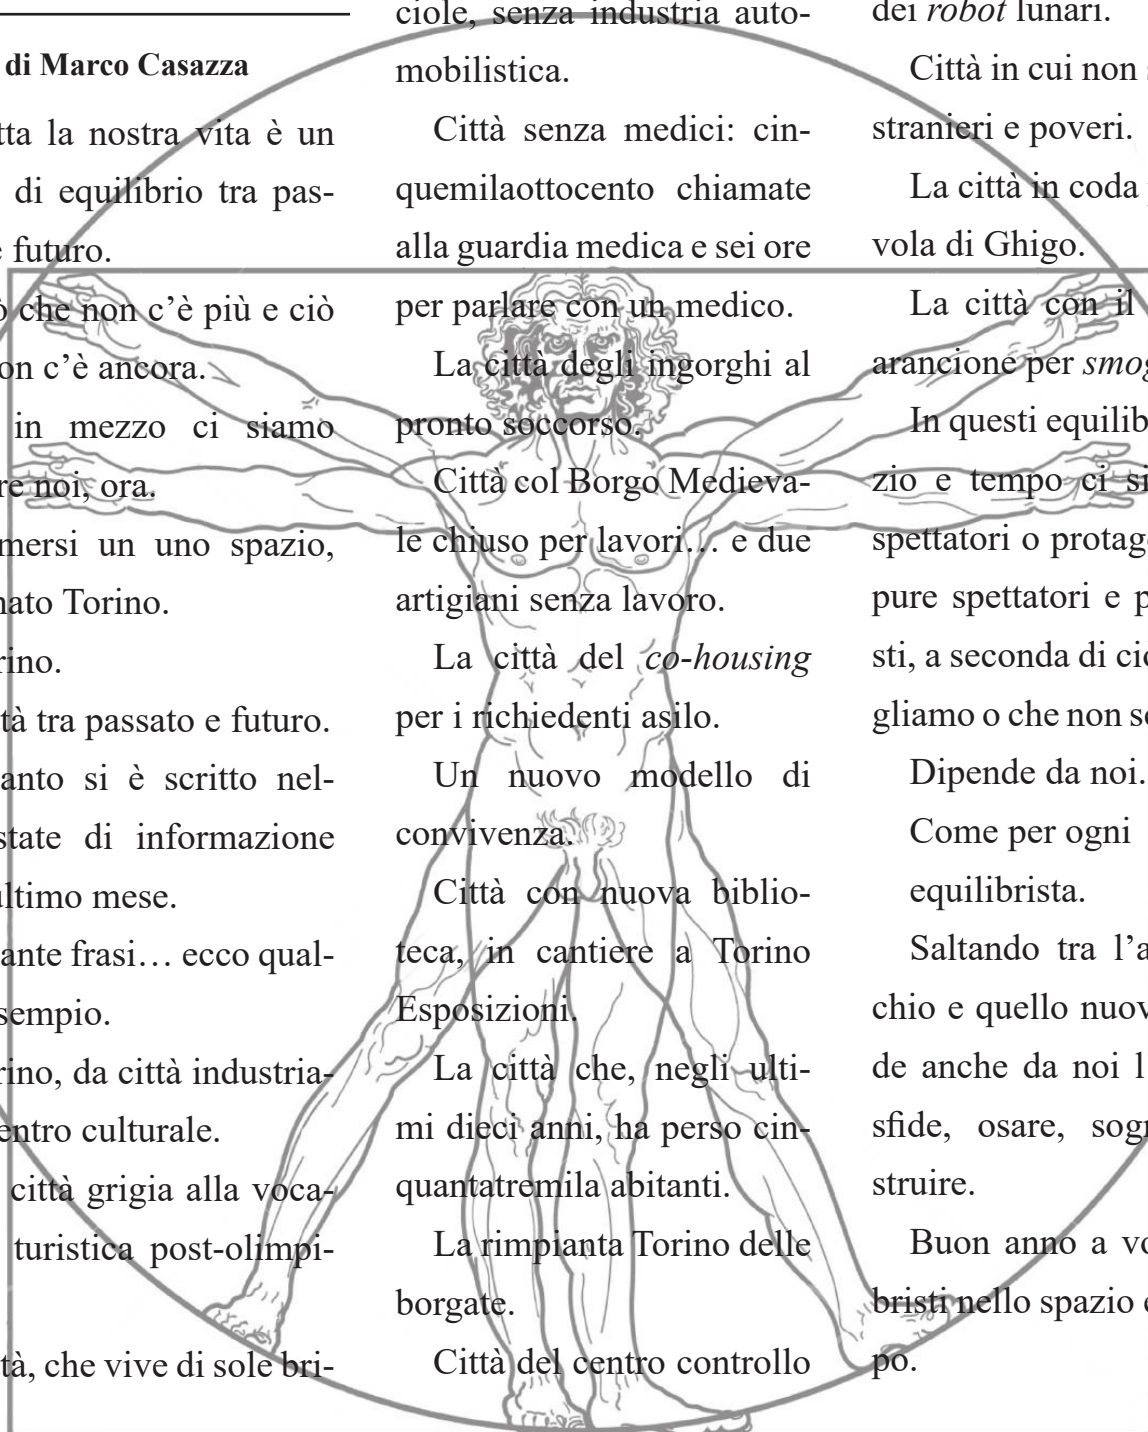 di Marco Casazza
tta la nostra vita è un
di equilibrio tra pas-
e futuro.
ò che non c’è più e ciò
on c’è ancora.
in mezzo ci siamo
re noi, ora.
mersi un uno spazio,
nato Torino.
rino.
tà tra passato e futuro.
anto si è scritto nel-
state di informazione
ultimo mese.
ante frasi… ecco qual-
sempio.
rino, da città industria-
entro culturale.
città grigia alla voca-
turistica post-olimpi-
tà, che vive di sole bri-
ciole, senza industria auto-
mobilistica.
Città senza medici: cin-
quemilaottocento chiamate
alla guardia medica e sei ore
per parlare con un medico.
La città degli ingorghi al
pronto soccorso.
Città col Borgo Medieva-
le chiuso per lavori… e due
artigiani senza lavoro.
La città del co-housing
per i richiedenti asilo.
Un nuovo modello di
convivenza.
Città con nuova biblio-
teca, in cantiere a Torino
Esposizioni.
La città che, negli ulti-
mi dieci anni, ha perso cin-
quantatremila abitanti.
La rimpianta Torino delle
borgate.
Città del centro controllo
dei robot lunari.
Città in cui non
stranieri e poveri.
La città in coda
vola di Ghigo.
La città con il
arancione per smog
In questi equilib
zio e tempo ci si
spettatori o protag
pure spettatori e p
sti, a seconda di ciò
gliamo o che non so
Dipende da noi.
Come per ogni
equilibrista.
Saltando tra l’a
chio e quello nuov
de anche da noi l
sfide, osare, sogn
struire.
Buon anno a vo
bristi nello spazio e
po.